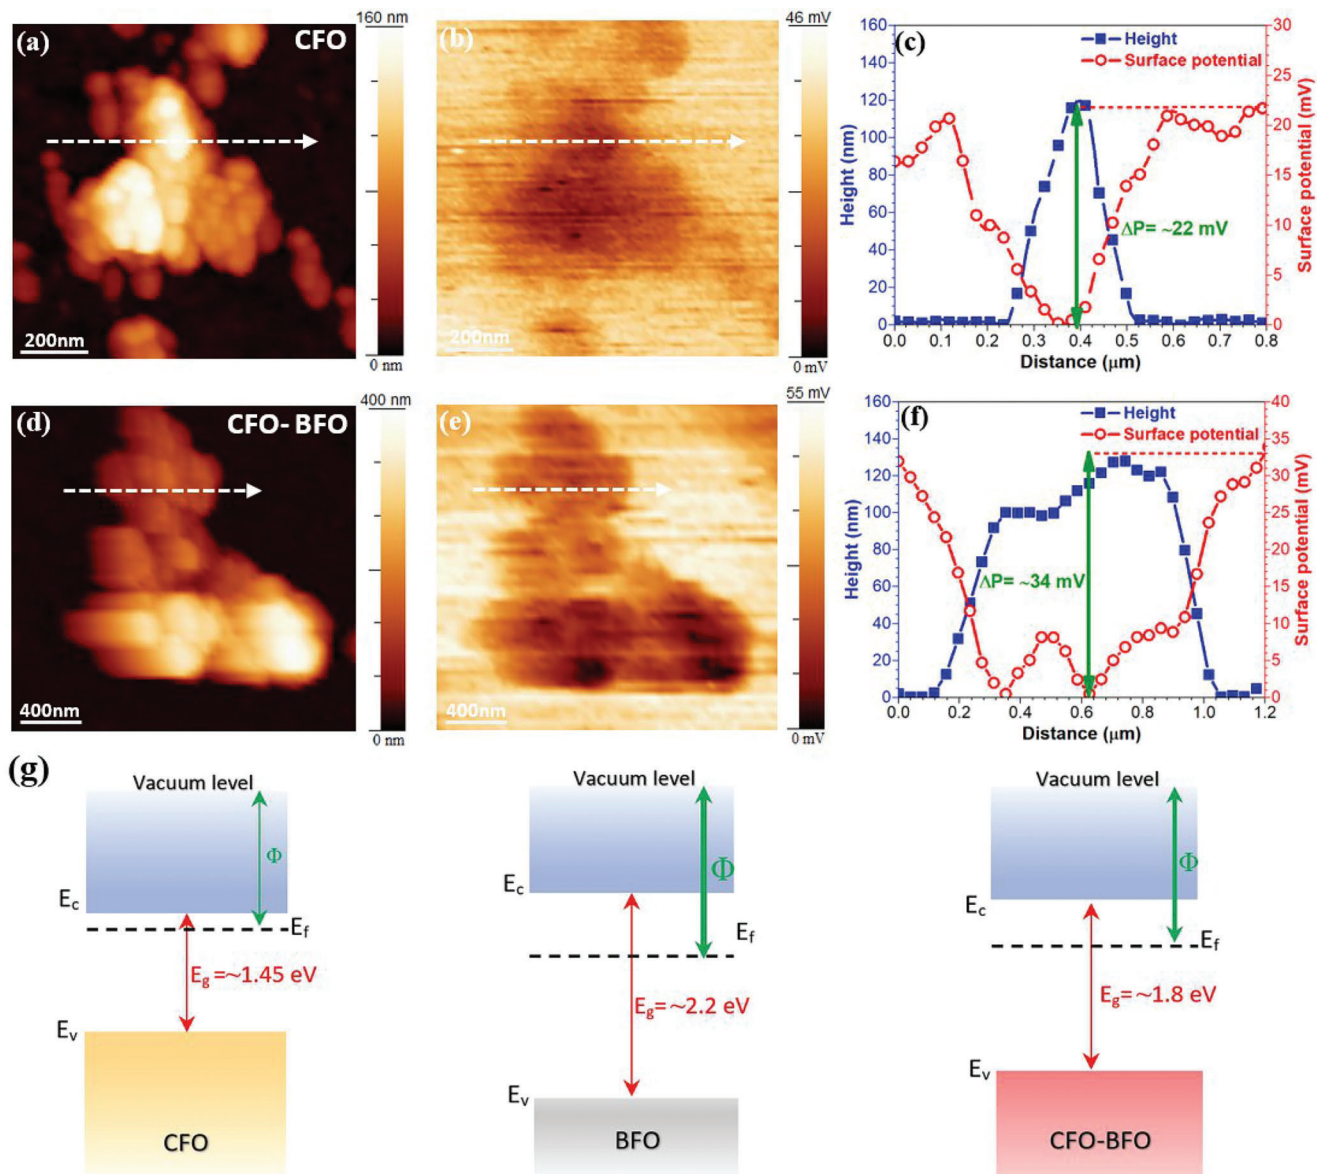 (a) CFO 160 nm
200nm 0 nm
(b) 46 mV
200nm 0 mV
(c) Height
Surface potential
ΔP= ~22 mV
Height (nm)
160
140
120
100
80
60
40
20
0
Surface potential (mV)
30
25
20
15
10
5
0
0.0 0.1 0.2 0.3 0.4 0.5 0.6 0.7 0.8
Distance (μm)
(d) CFO- BFO 400 nm
400nm 0 nm
(e) 55 mV
400nm 0 mV
(f) Height
Surface potential
ΔP= ~34 mV
Height (nm)
160
140
120
100
80
60
40
20
0
Surface potential (mV)
40
35
30
25
20
15
10
5
0
0.0 0.2 0.4 0.6 0.8 1.0 1.2
Distance (μm)
(g)
Vacuum level
Φ
Ec
Ef
Eg =~1.45 eV
Ev
CFO
Vacuum level
Φ
Ec
Ef
Eg= ~2.2 eV
Ev
BFO
Vacuum level
Φ
Ec
Ef
Eg = ~1.8 eV
Ev
CFO-BFO